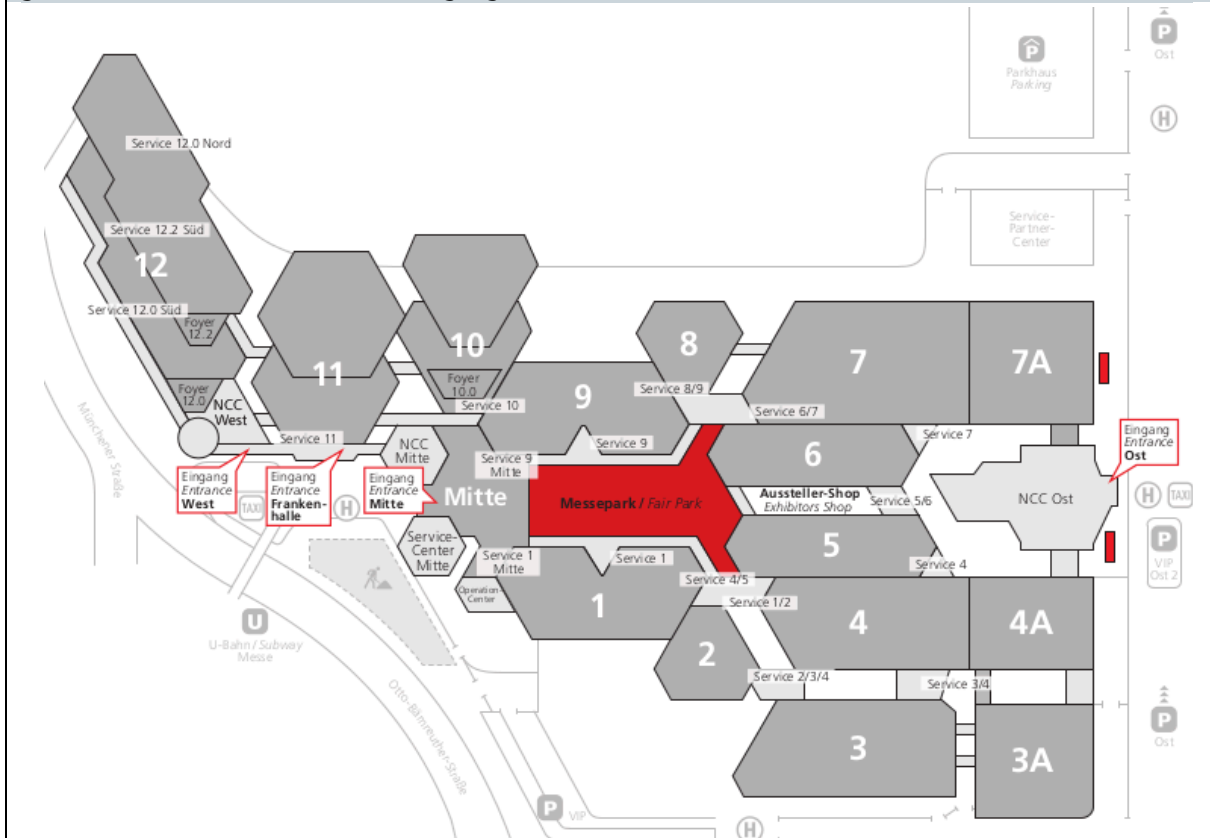 P
Ost
P
Parkhaus
Parking
H
Service 12.0 Nord
Service-
Partner-
Center
Service 12.2 Süd
12
Service 12.0 Süd
Foyer
12.2
10
8
7
7A
11
Foyer
10.0
Foyer
12.0
NCC
West
Service 8/9
9
Service 10
Service 6/7
Münchener Straße
Service 11
NCC
Mitte
Service 9
Service 9
Mitte
6
Service 7
Eingang
Entrance
Ost
Eingang
Entrance
West
TAXI
Eingang
Entrance
Franken-
halle
H
Eingang
Entrance
Mitte
Mitte
Messepark / Fair Park
Aussteller-Shop
Exhibitors Shop
Service 5/6
NCC Ost
H
TAXI
Service-
Center
Mitte
5
P
VIP
Ost 2
Service 1
Mitte
Service 1
Service 4
Service 4/5
Operation-
Center
Service 1/2
1
4
4A
U
U-Bahn / Subway
Messe
2
Service 2/3/4
Service 3/4
Otto-Bärnreuther-Straße
3
3A
P
Ost
P
VIP
H